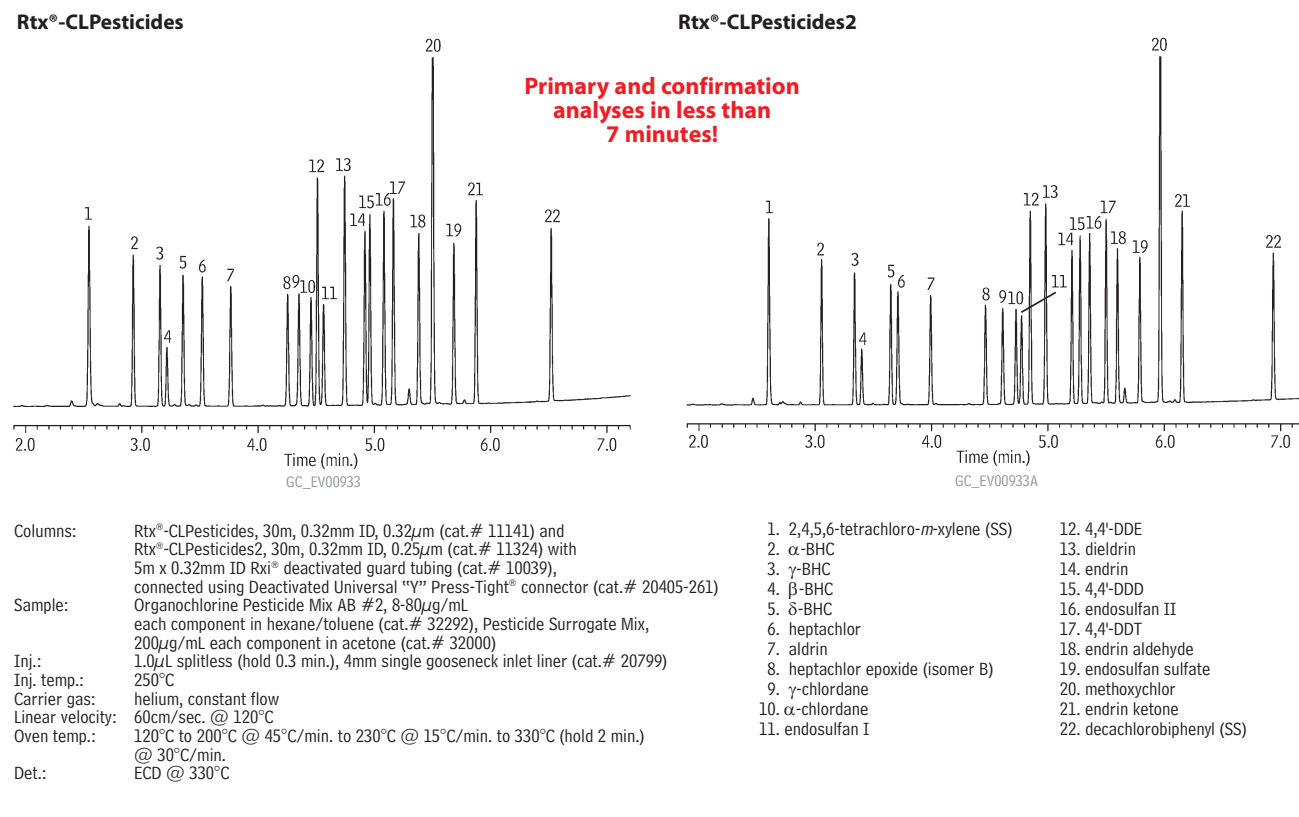 Rtx®-CLPesticides
20
Primary and confirmation
analyses in less than
7 minutes!
1
2
3
4
5
6
7
8
9
10
12
11
13
14
15
16
17
18
19
21
22
2.0 3.0 4.0 5.0 6.0 7.0
Time (min.)
GC_EV00933
Rtx®-CLPesticides2
20
1
2
3
4
5
6
7
8
9
10
11
12
13
14
15
16
17
18
19
21
22
2.0 3.0 4.0 5.0 6.0 7.0
Time (min.)
GC_EV00933A
Columns: Rtx®-CLPesticides, 30m, 0.32mm ID, 0.32µm (cat.# 11141) and
Rtx®-CLPesticides2, 30m, 0.32mm ID, 0.25µm (cat.# 11324) with
5m x 0.32mm ID Rxi® deactivated guard tubing (cat.# 10039),
connected using Deactivated Universal "Y" Press-Tight® connector (cat.# 20405-261)
Sample: Organochlorine Pesticide Mix AB #2, 8-80µg/mL
each component in hexane/toluene (cat.# 32292), Pesticide Surrogate Mix,
200µg/mL each component in acetone (cat.# 32000)
Inj.: 1.0µL splitless (hold 0.3 min.), 4mm single gooseneck inlet liner (cat.# 20799)
Inj. temp.: 250°C
Carrier gas: helium, constant flow
Linear velocity: 60cm/sec. @ 120°C
Oven temp.: 120°C to 200°C @ 45°C/min. to 230°C @ 15°C/min. to 330°C (hold 2 min.)
@ 30°C/min.
Det.: ECD @ 330°C
1. 2,4,5,6-tetrachloro-m-xylene (SS)
2. α-BHC
3. γ-BHC
4. β-BHC
5. δ-BHC
6. heptachlor
7. aldrin
8. heptachlor epoxide (isomer B)
9. γ-chlordane
10. α-chlordane
11. endosulfan I
12. 4,4'-DDE
13. dieldrin
14. endrin
15. 4,4'-DDD
16. endosulfan II
17. 4,4'-DDT
18. endrin aldehyde
19. endosulfan sulfate
20. methoxychlor
21. endrin ketone
22. decachlorobiphenyl (SS)